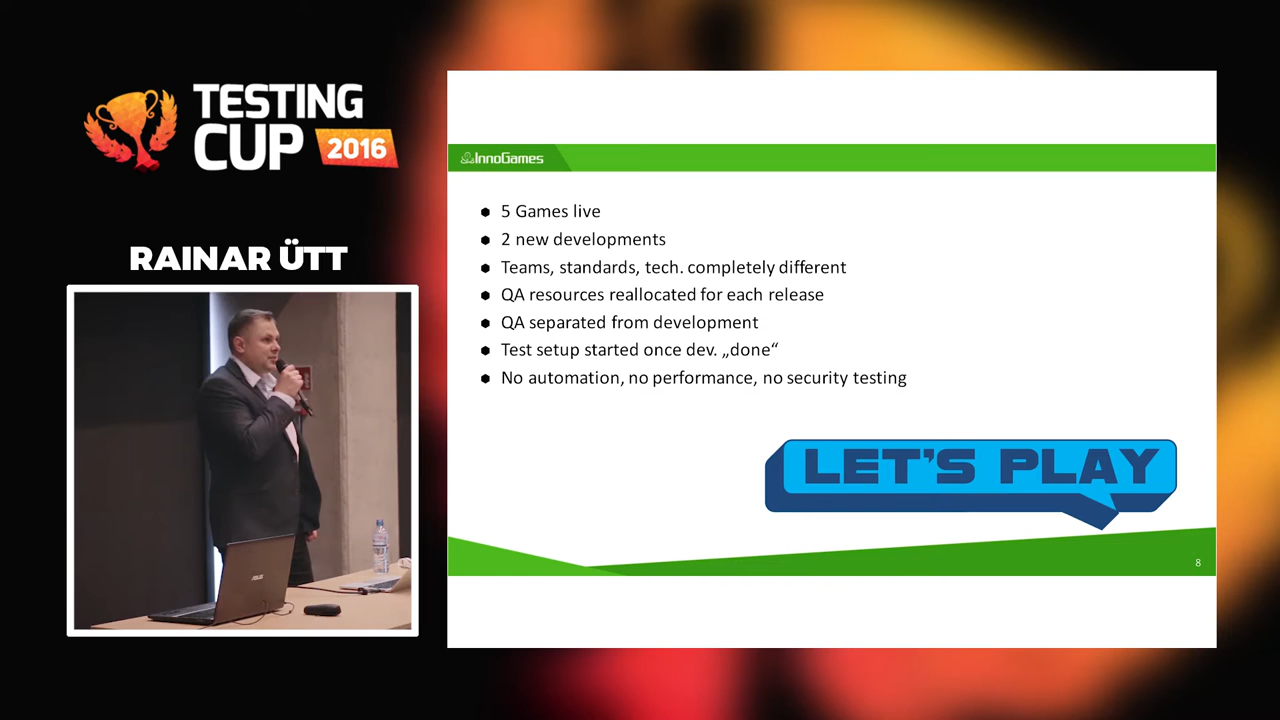 TESTING
CUP 2016
RAINAR ÜTT
ASUS
InnoGames
5 Games live
2 new developments
Teams, standards, tech. completely different
QA resources reallocated for each release
QA separated from development
Test setup started once dev. „done“
No automation, no performance, no security testing
LET'S PLAY
8